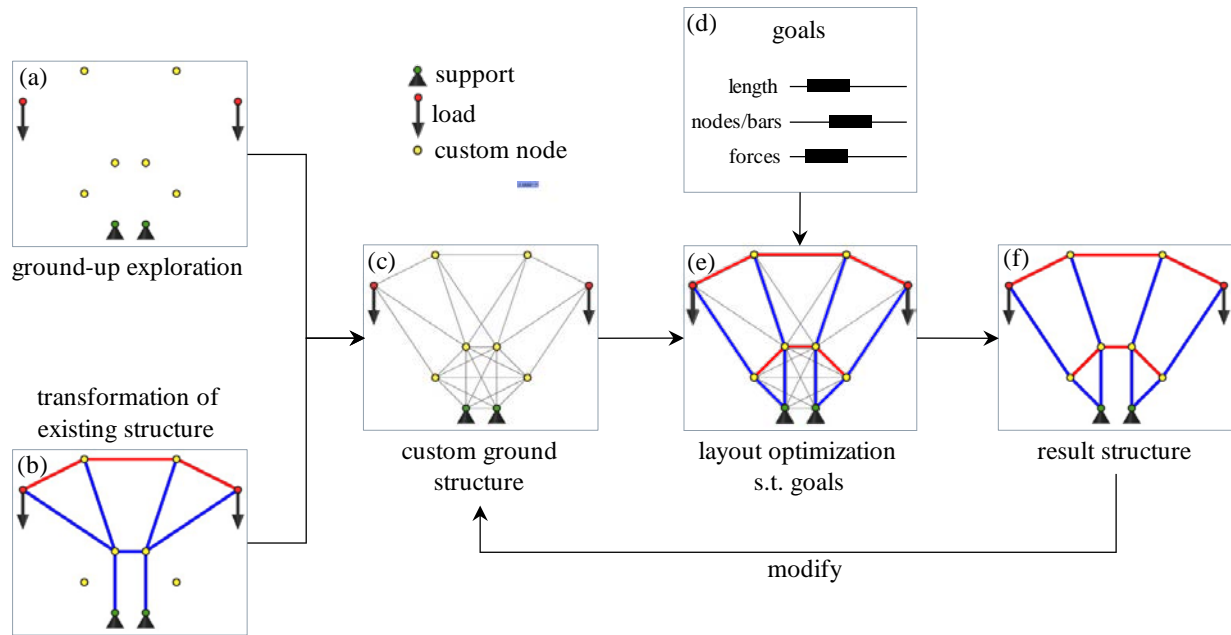 (a)
ground-up exploration
transformation of
existing structure
(b)
support
load
custom node
(c)
custom ground
structure
(d)
goals
length
nodes/bars
forces
(e)
layout optimization
s.t. goals
(f)
result structure
modify